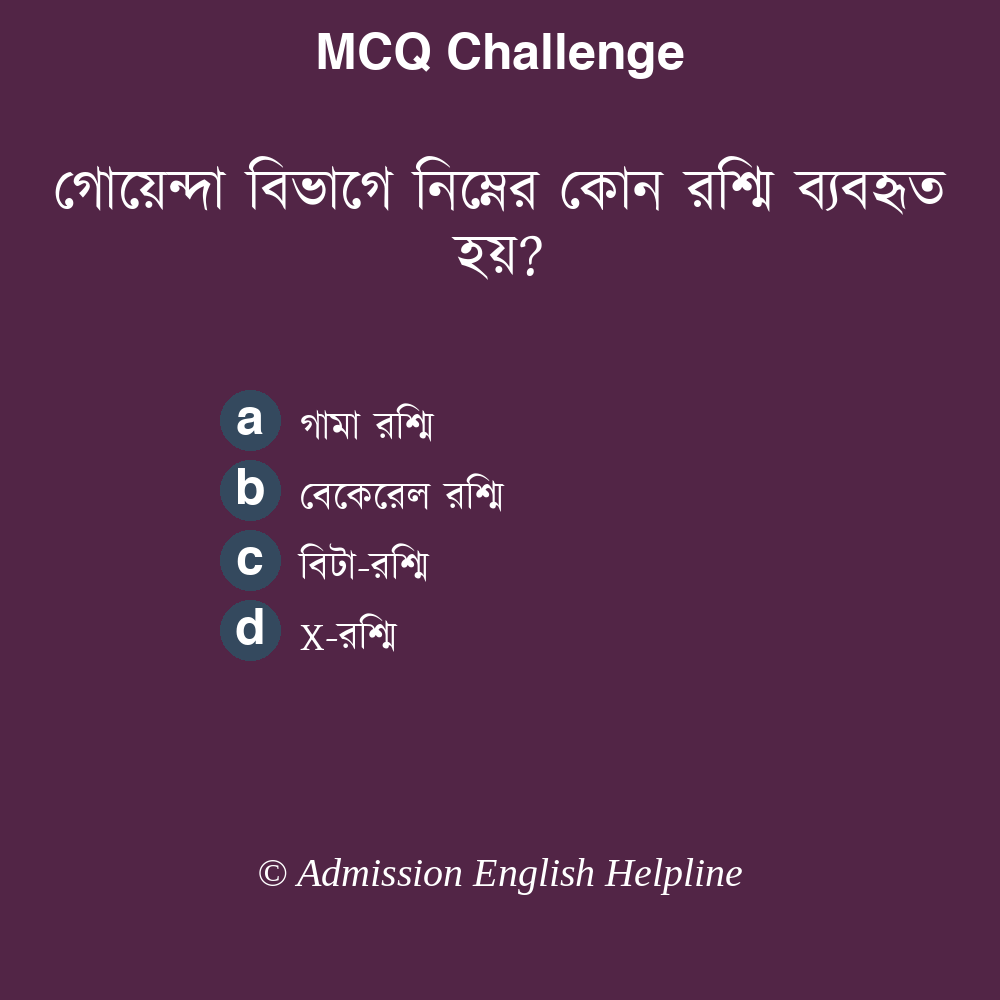 MCQ Challenge
গোয়েন্দা বিভাগে নিম্নের কোন রশ্মি ব্যবহৃত
হয়?
a গামা রশ্মি
b বেকেরেল রশ্মি
c বিটা-রশ্মি
d X-রশ্মি
© Admission English Helpline